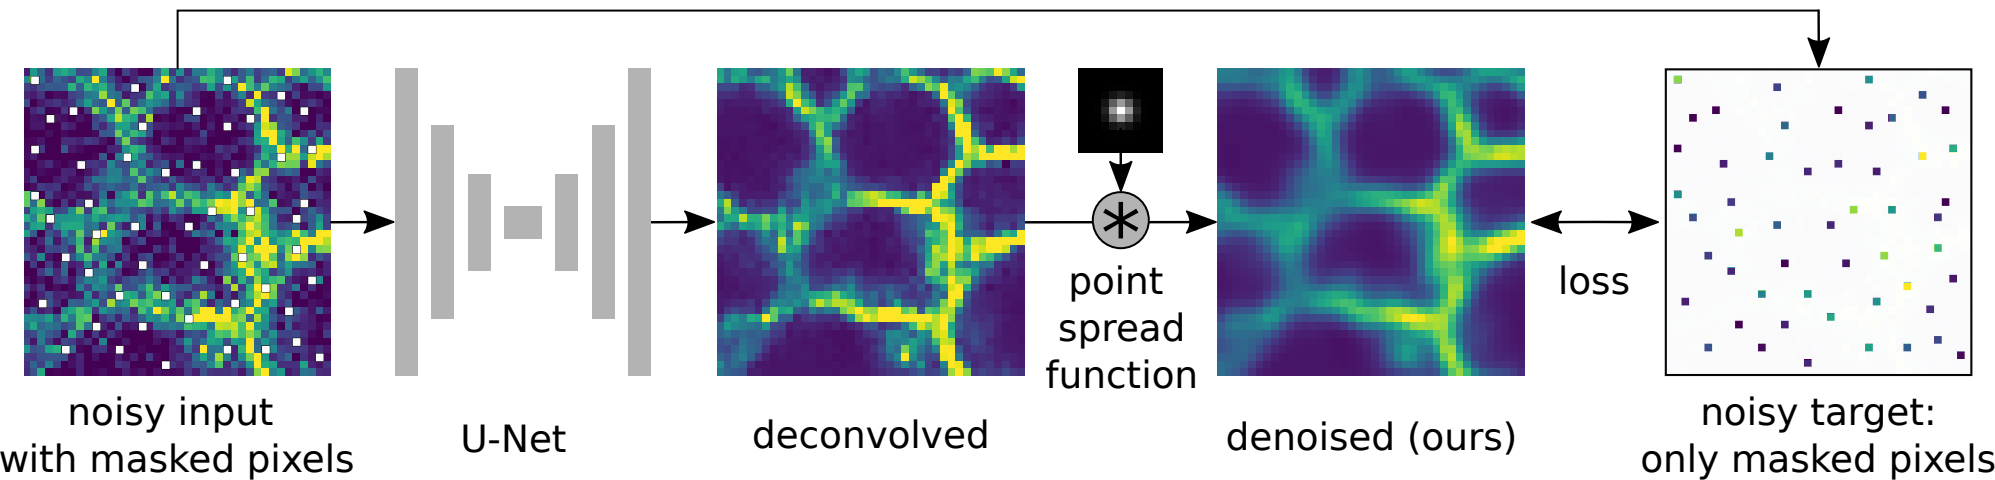 noisy input
with masked pixels
U-Net
deconvolved
point
spread
function
denoised (ours)
loss
noisy target:
only masked pixels